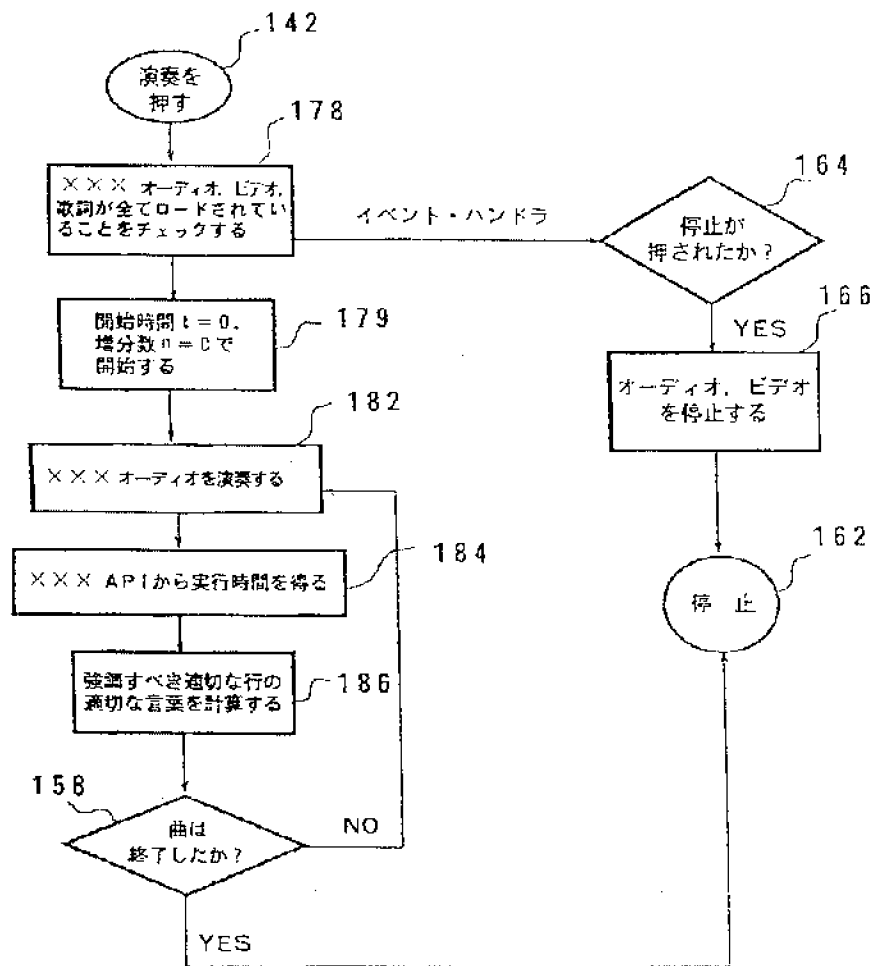 142
演奏を
押す
178
××× オーディオ，ビデオ，
歌詞が全てロードされてい
ることをチェックする
イベント・ハンドラ
164
停止が
押されたか？
179
開始時間 t = 0，
増分数 n = 0 で
開始する
YES
166
オーディオ，ビデオ
を停止する
182
××× オーディオを演奏する
184
××× APIから実行時間を得る
162
停 止
186
強調すべき適切な行の
適切な言葉を計算する
158
曲は
終了したか？
NO
YES